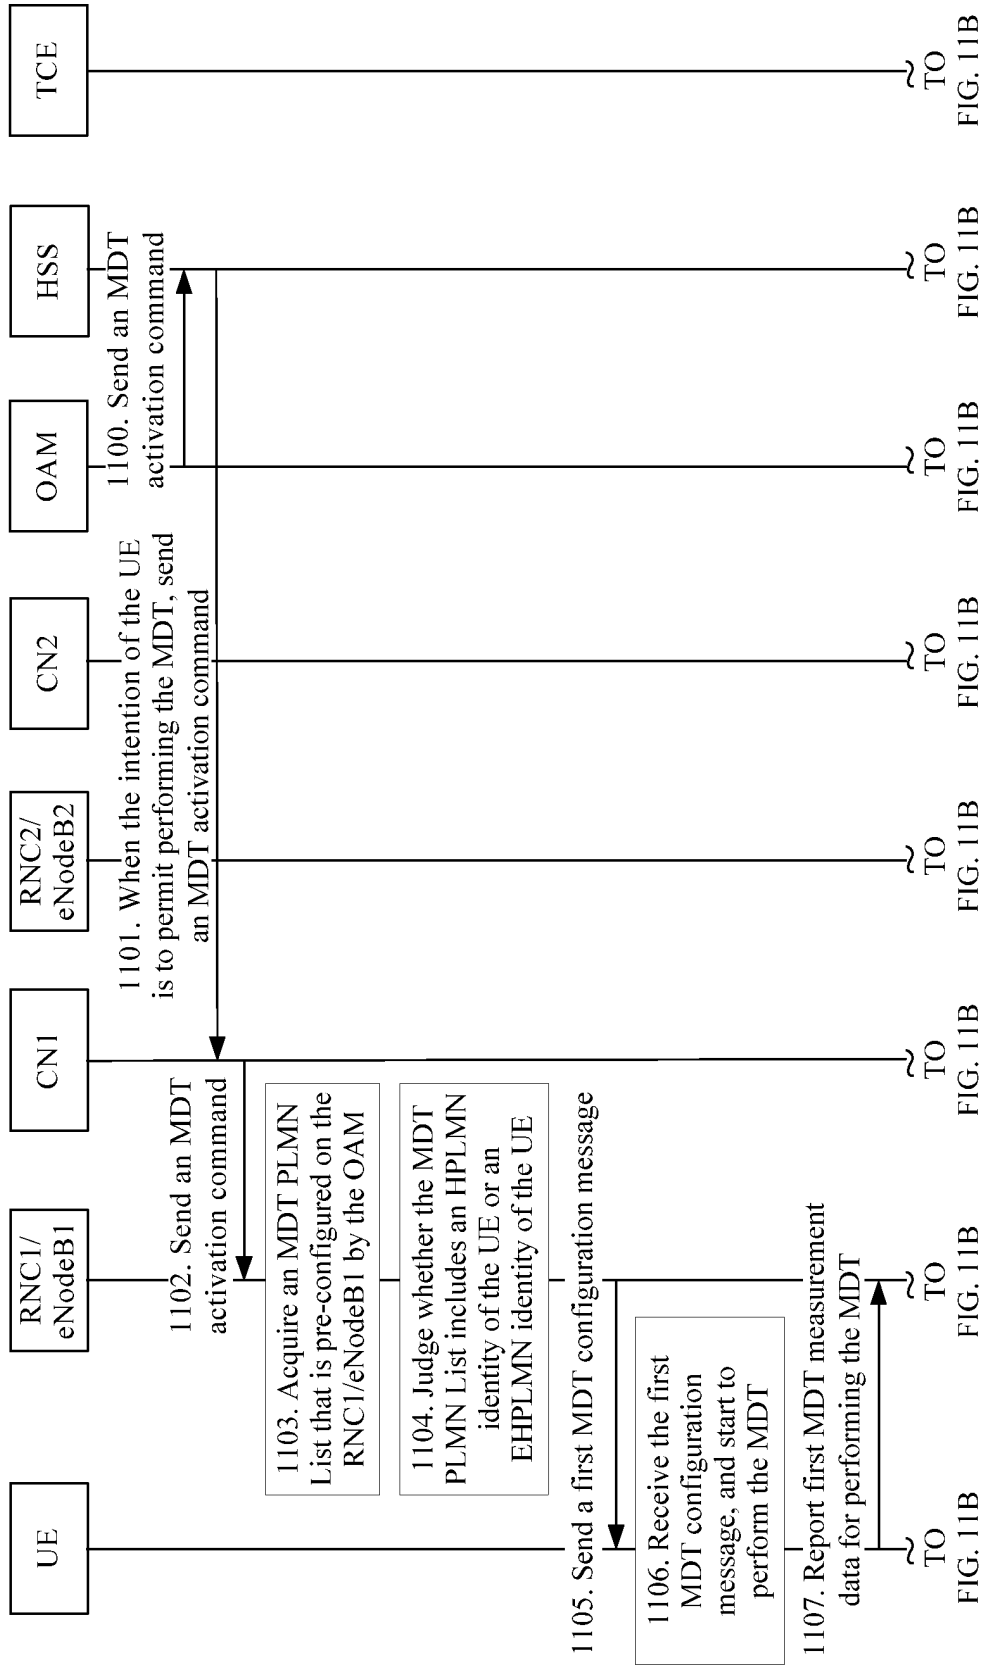 UE
RNC1/
eNodeB1
CN1
RNC2/
eNodeB2
CN2
OAM
HSS
TCE
1100. Send an MDT
activation command
1101. When the intention of the UE
is to permit performing the MDT, send
an MDT activation command
1102. Send an MDT
activation command
1103. Acquire an MDT PLMN
List that is pre-configured on the
RNC1/eNodeB1 by the OAM
1104. Judge whether the MDT
PLMN List includes an HPLMN
identity of the UE or an
EHPLMN identity of the UE
1105. Send a first MDT configuration message
1106. Receive the first
MDT configuration
message, and start to
perform the MDT
1107. Report first MDT measurement
data for performing the MDT
TO
FIG. 11B
TO
FIG. 11B
TO
FIG. 11B
TO
FIG. 11B
TO
FIG. 11B
TO
FIG. 11B
TO
FIG. 11B
TO
FIG. 11B